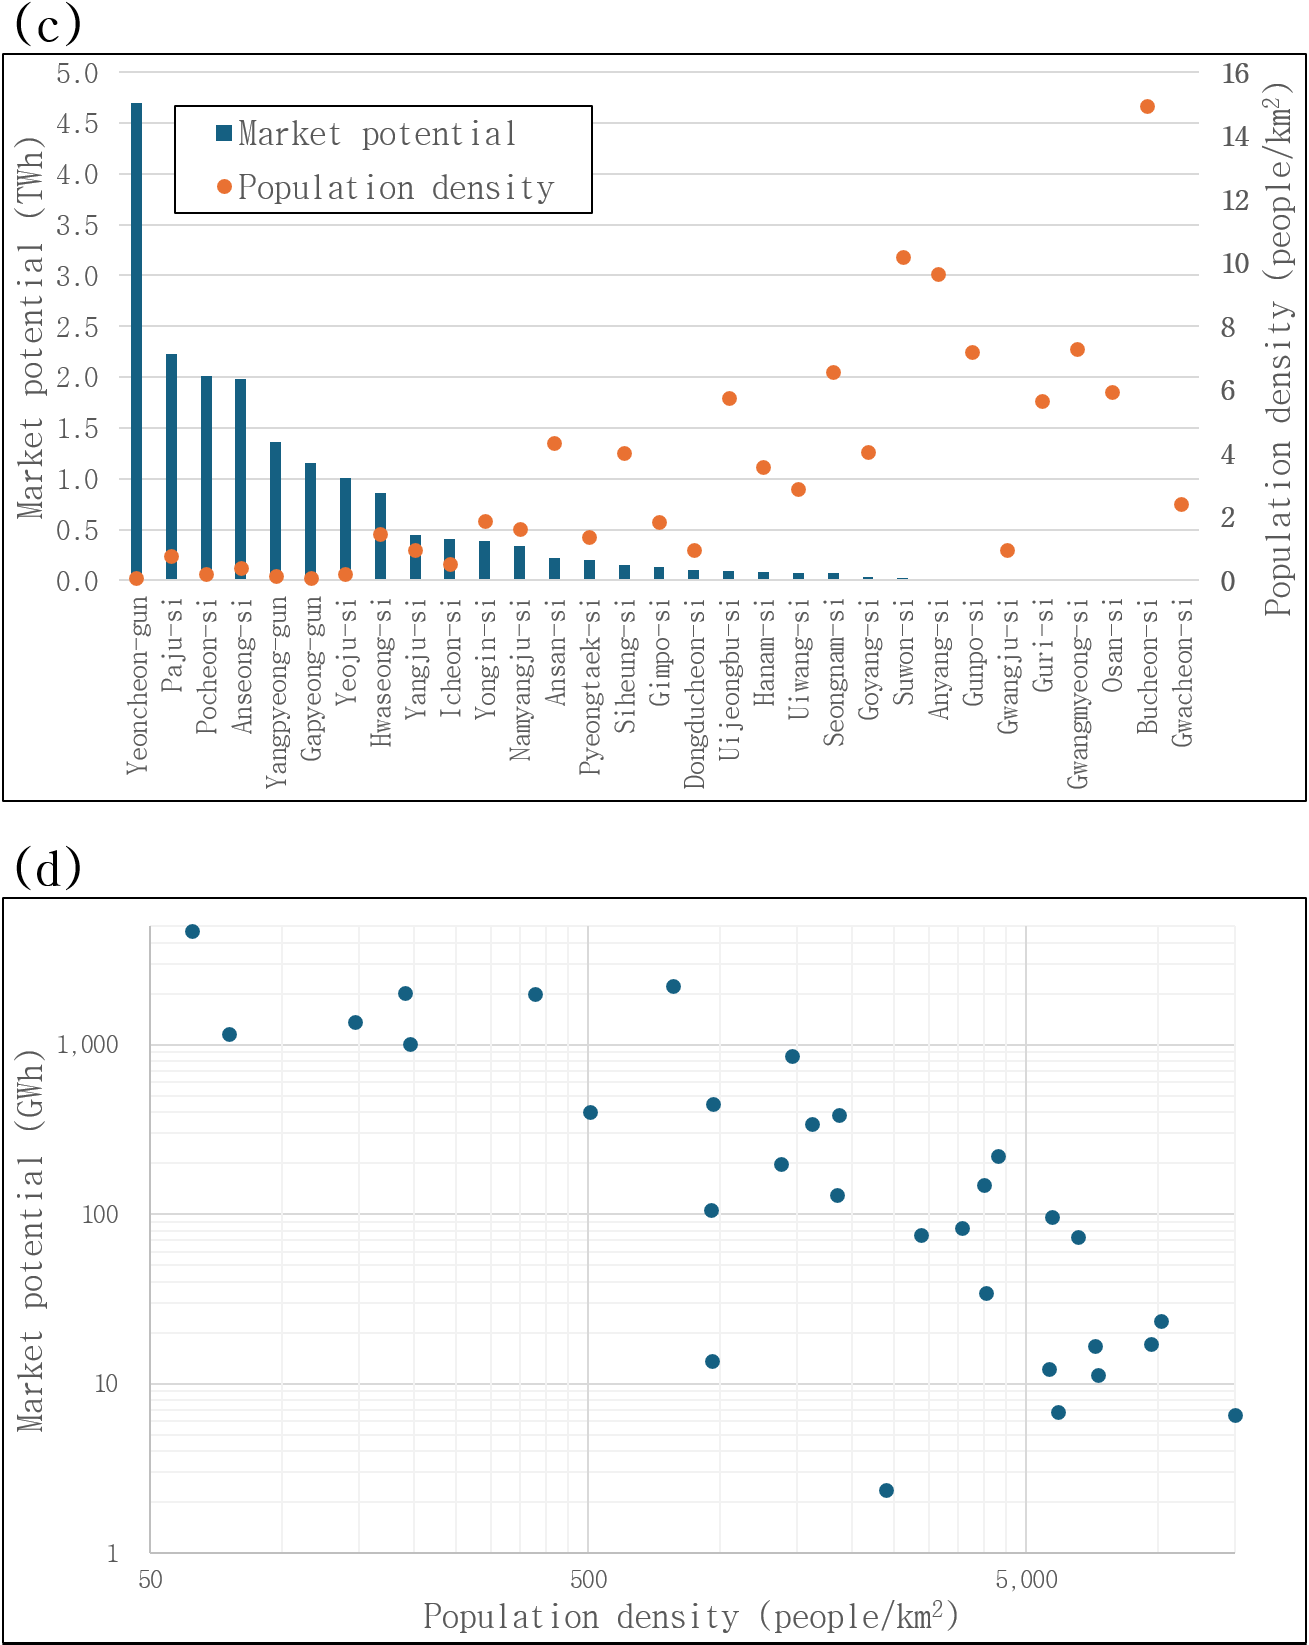 (c)
5.0
4.5
4.0
3.5
3.0
2.5
2.0
1.5
1.0
0.5
0.0
Market potential (TWh)
Market potential
Population density
16
14
12
10
8
6
4
2
0
Population density (people/km²)
Yeoncheon-gun
Paju-si
Pocheon-si
Anseong-si
Yangpyeong-gun
Gapyeong-gun
Yeoju-si
Hwaseong-si
Yangju-si
Icheon-si
Yongin-si
Namyangju-si
Ansan-si
Pyeongtaek-si
Siheung-si
Gimpo-si
Dongducheon-si
Uijeongbu-si
Hanam-si
Uiwang-si
Seongnam-si
Goyang-si
Suwon-si
Anyang-si
Gunpo-si
Gwangju-si
Guri-si
Gwangmyeong-si
Osan-si
Bucheon-si
Gwacheon-si
(d)
Market potential (GWh)
1,000
100
10
1
50 500 5,000
Population density (people/km²)